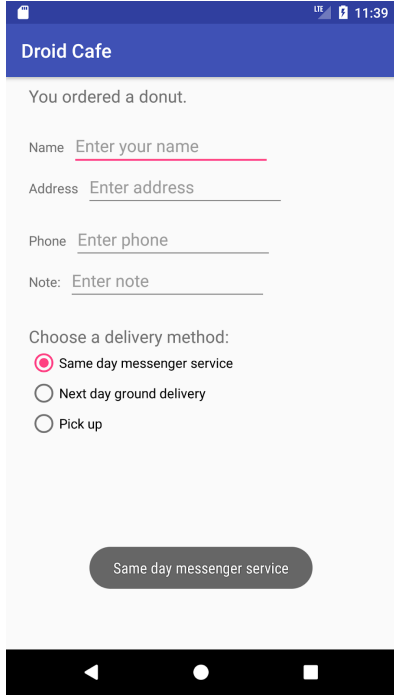 LTE 11:39
Droid Cafe
You ordered a donut.
Name Enter your name
Address Enter address
Phone Enter phone
Note: Enter note
Choose a delivery method:
Same day messenger service
Next day ground delivery
Pick up
Same day messenger service